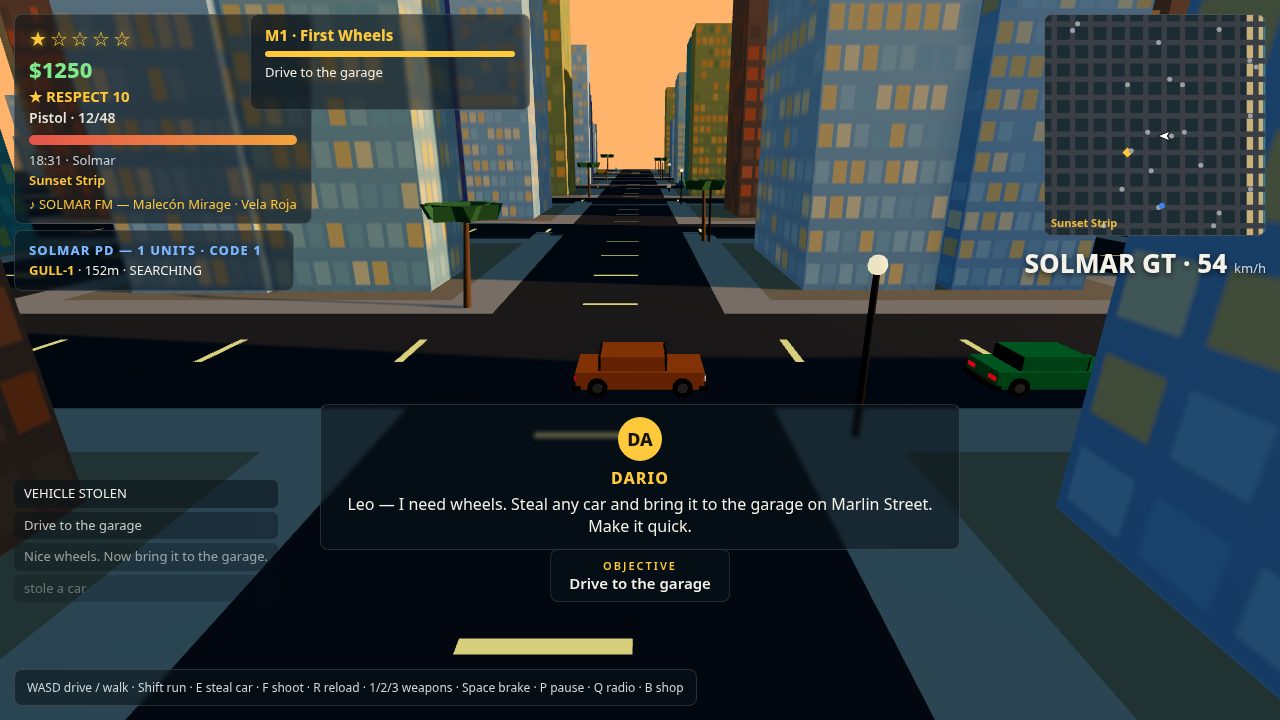 ★☆☆☆☆
$1250
★ RESPECT 10
Pistol · 12/48
18:31 · Solmar
Sunset Strip
♪ SOLMAR FM — Malecón Mirage · Vela Roja
SOLMAR PD — 1 UNITS · CODE 1
GULL-1 · 152m · SEARCHING
M1 · First Wheels
Drive to the garage
Sunset Strip
SOLMAR GT · 54 km/h
DA
DARIO
Leo — I need wheels. Steal any car and bring it to the garage on Marlin Street.
Make it quick.
OBJECTIVE
Drive to the garage
VEHICLE STOLEN
Drive to the garage
Nice wheels. Now bring it to the garage.
stole a car
WASD drive / walk · Shift run · E steal car · F shoot · R reload · 1/2/3 weapons · Space brake · P pause · Q radio · B shop